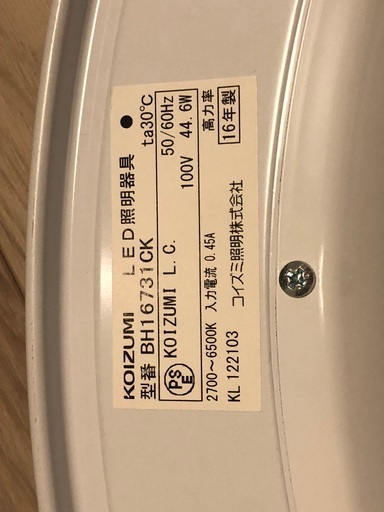 KOIZUMI LED照明器具 ●
型番 BH16731CK ta30℃
KOIZUMI L.C. 50/60Hz
100V 44.6W
PSE 高力率
2700～6500K 入力電流 0.45A 16年製
KL122103 コイズミ照明株式会社